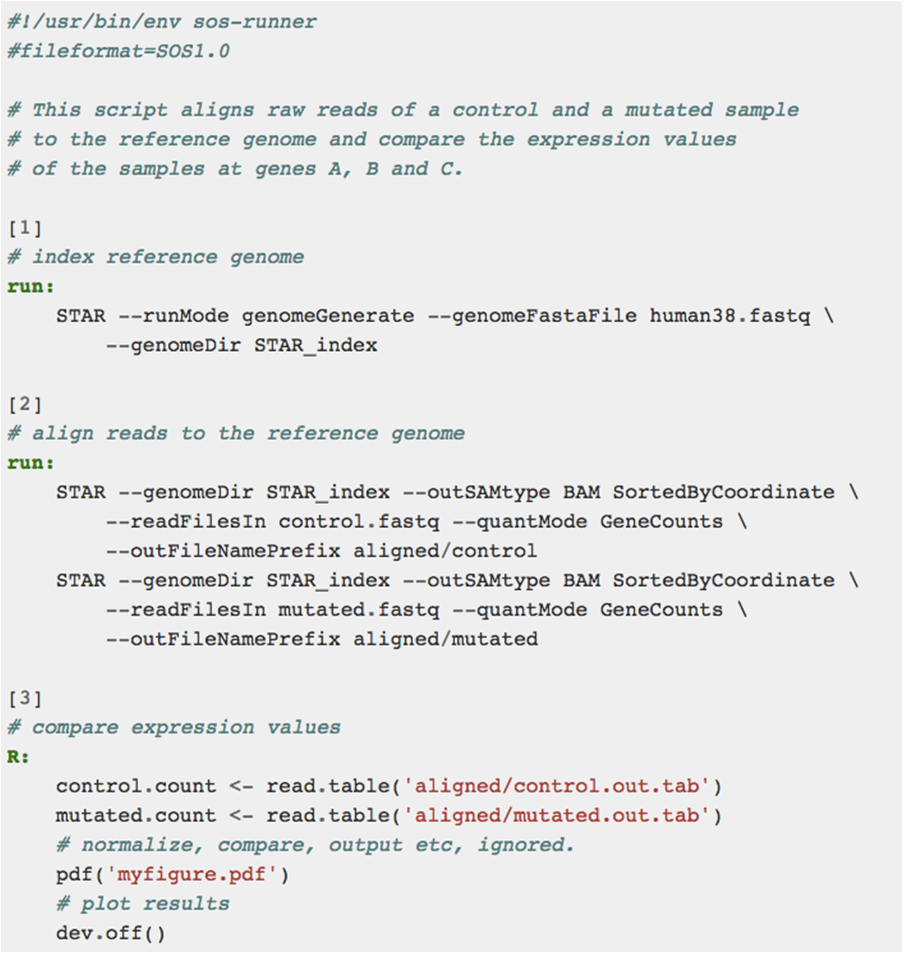 #!/usr/bin/env sos-runner
#fileformat=SOS1.0
# This script aligns raw reads of a control and a mutated sample
# to the reference genome and compare the expression values
# of the samples at genes A, B and C.
[1]
# index reference genome
run:
STAR --runMode genomeGenerate --genomeFastaFile human38.fastq \
--genomeDir STAR_index
[2]
# align reads to the reference genome
run:
STAR --genomeDir STAR_index --outSAMtype BAM SortedByCoordinate \
--readFilesIn control.fastq --quantMode GeneCounts \
--outFileNamePrefix aligned/control
STAR --genomeDir STAR_index --outSAMtype BAM SortedByCoordinate \
--readFilesIn mutated.fastq --quantMode GeneCounts \
--outFileNamePrefix aligned/mutated
[3]
# compare expression values
R:
control.count <- read.table('aligned/control.out.tab')
mutated.count <- read.table('aligned/mutated.out.tab')
# normalize, compare, output etc, ignored.
pdf('myfigure.pdf')
# plot results
dev.off()